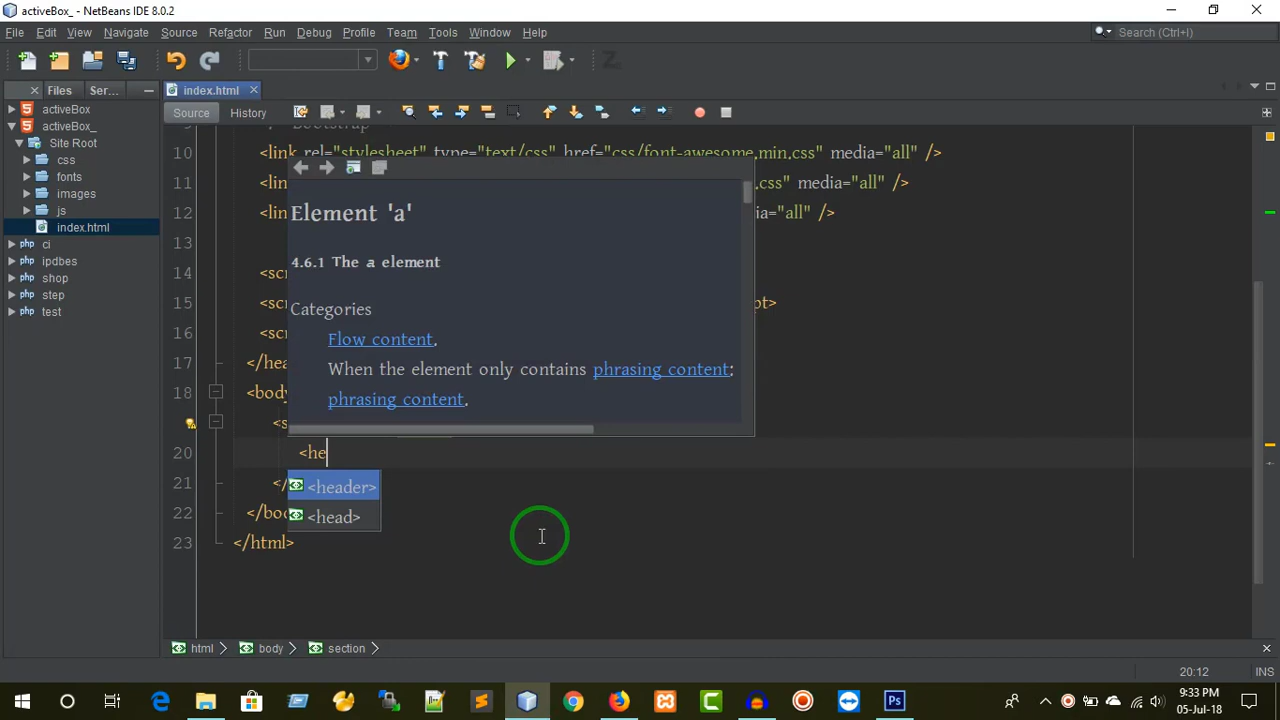 activeBox_ - NetBeans IDE 8.0.2
File Edit View Navigate Source Refactor Run Debug Profile Team Tools Window Help
Search (Ctrl+I)
Files Ser... index.html
Source History
activeBox
activeBox_
Site Root
css
fonts
images
js
index.html
ci
ipdbes
shop
step
test
10 <link rel="stylesheet" type="text/css" href="css/font-awesome.min.css" media="all" />
11 <lin .css" media="all" />
12 <lin ia="all" />
13
14 <scr
15 <scr pt>
16 <scr
17 </hea
18 <body
<s
20 <he
21 </
22 </boo
23 </html>
Element 'a'
4.6.1 The a element
Categories
Flow content.
When the element only contains phrasing content:
phrasing content.
<header>
<head>
html body section
20:12 INS
9:33 PM
05-Jul-18